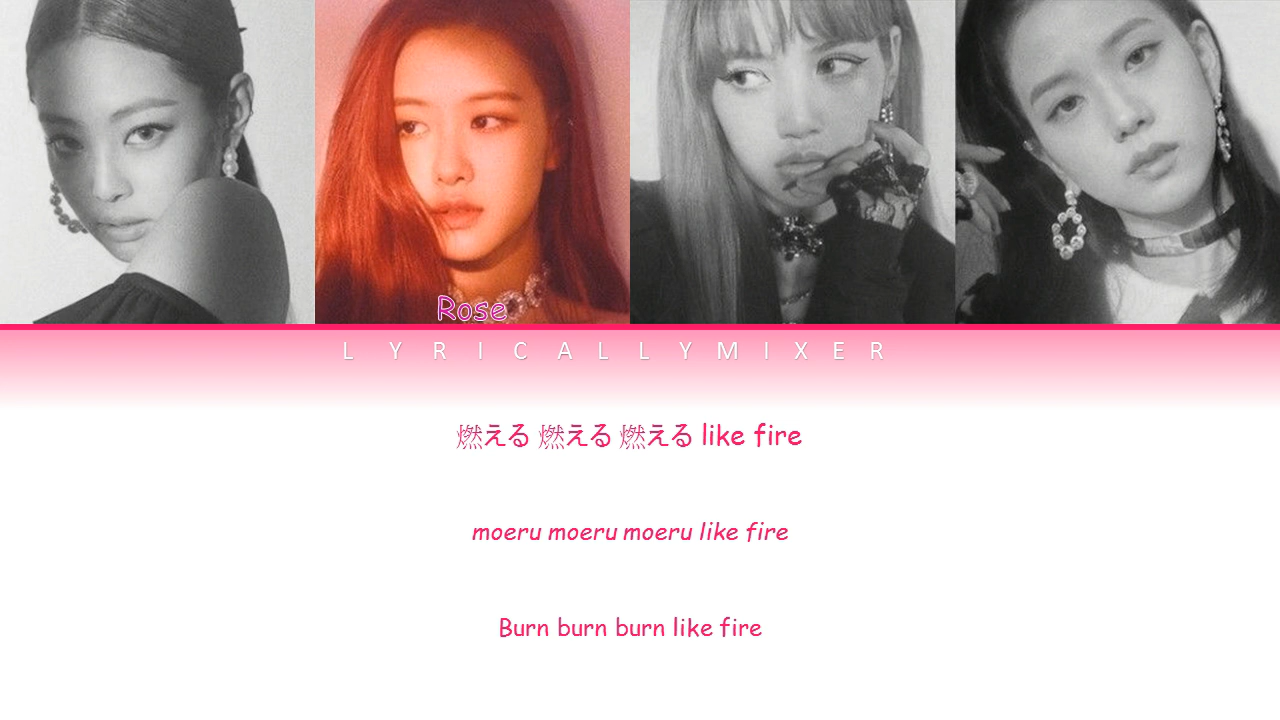 Rose
LYRICALLYMIXER
燃える 燃える 燃える like fire
moeru moeru moeru like fire
Burn burn burn like fire